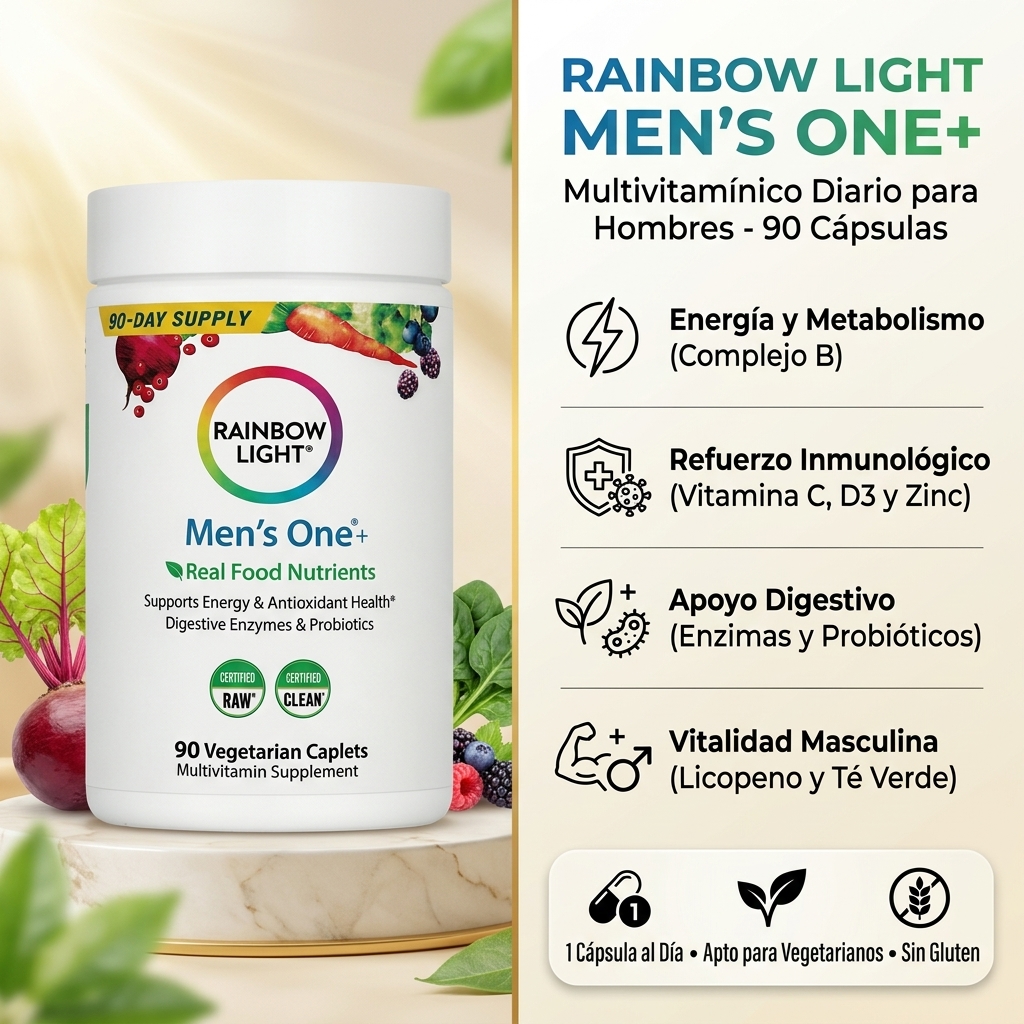 90-DAY SUPPLY
RAINBOW
LIGHT®
Men's One®+
Real Food Nutrients
Supports Energy & Antioxidant Health*
Digestive Enzymes & Probiotics
CERTIFIED
RAW
CERTIFIED
CLEAN
90 Vegetarian Caplets
Multivitamin Supplement
RAINBOW LIGHT
MEN'S ONE+
Multivitamínico Diario para
Hombres - 90 Cápsulas
Energía y Metabolismo
(Complejo B)
Refuerzo Inmunológico
(Vitamina C, D3 y Zinc)
Apoyo Digestivo
(Enzimas y Probióticos)
Vitalidad Masculina
(Licopeno y Té Verde)
1
1 Cápsula al Día • Apto para Vegetarianos • Sin Gluten